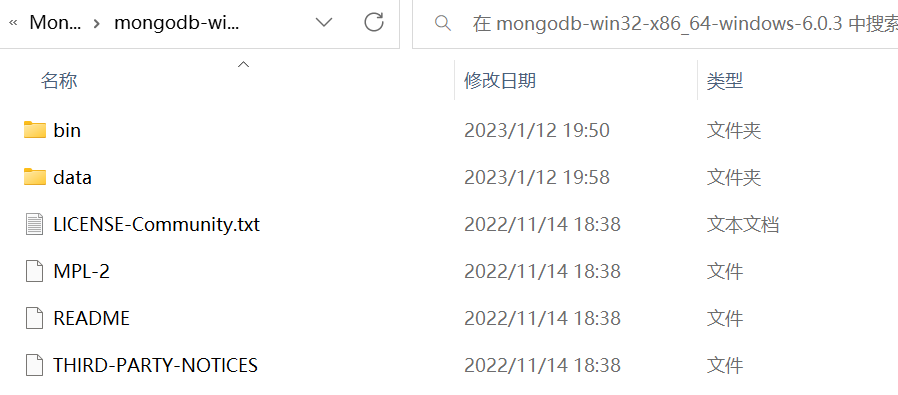 « Mon... › mongodb-wi... 在 mongodb-win32-x86_64-windows-6.0.3 中搜索
名称 修改日期 类型
bin 2023/1/12 19:50 文件夹
data 2023/1/12 19:58 文件夹
LICENSE-Community.txt 2022/11/14 18:38 文本文档
MPL-2 2022/11/14 18:38 文件
README 2022/11/14 18:38 文件
THIRD-PARTY-NOTICES 2022/11/14 18:38 文件